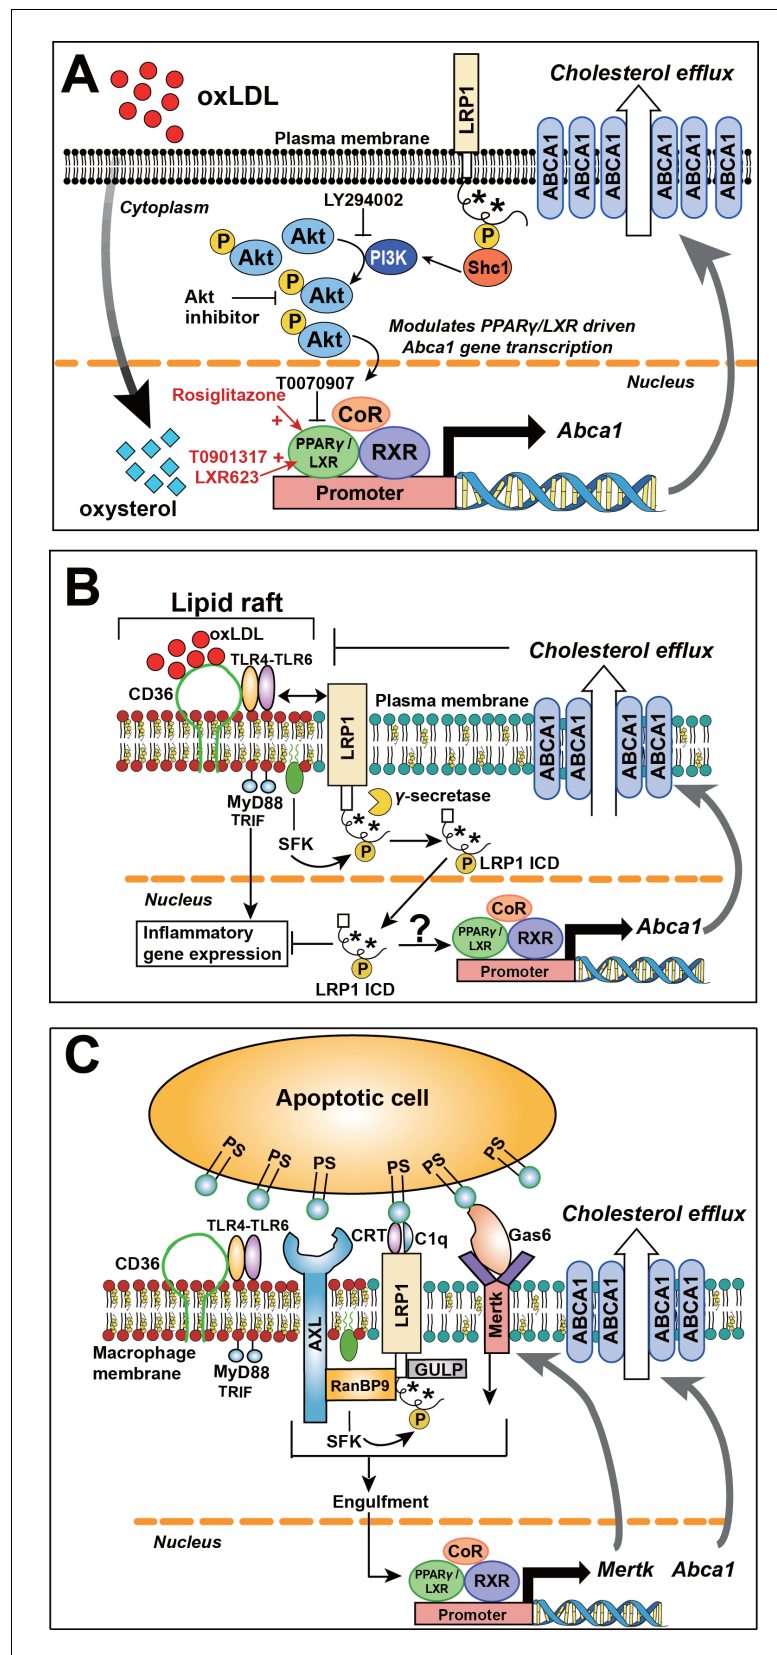 A
oxLDL
Cholesterol efflux
LRP1
Plasma membrane
ABCA1
ABCA1
ABCA1
ABCA1
ABCA1
ABCA1
Cytoplasm
LY294002
**
P
Akt
P
Akt
PI3K
Shc1
P
Akt
Akt
inhibitor
P
Akt
Modulates PPARγ/LXR driven
Abca1 gene transcription
Nucleus
T0070907
Rosiglitazone
+
CoR
Abca1
PPARγ /
LXR
RXR
T0901317 +
LXR623
Promoter
oxysterol
B
Lipid raft
oxLDL
TLR4-TLR6
Cholesterol efflux
CD36
LRP1
Plasma membrane
ABCA1
ABCA1
ABCA1
ABCA1
MyD88
TRIF
γ-secretase
**
P
SFK
**
P
LRP1 ICD
Nucleus
Inflammatory
gene expression
**
P
LRP1 ICD
?
CoR
PPARγ /
LXR
RXR
Promoter
Abca1
C
Apoptotic cell
PS
PS
PS
PS
PS
PS
TLR4-TLR6
CRT
C1q
Gas6
Cholesterol efflux
CD36
LRP1
Mertk
AXL
ABCA1
ABCA1
ABCA1
ABCA1
Macrophage
membrane
MyD88
TRIF
RanBP9
GULP
**
P
SFK
Engulfment
Nucleus
CoR
PPARγ /
LXR
RXR
Promoter
Mertk
Abca1